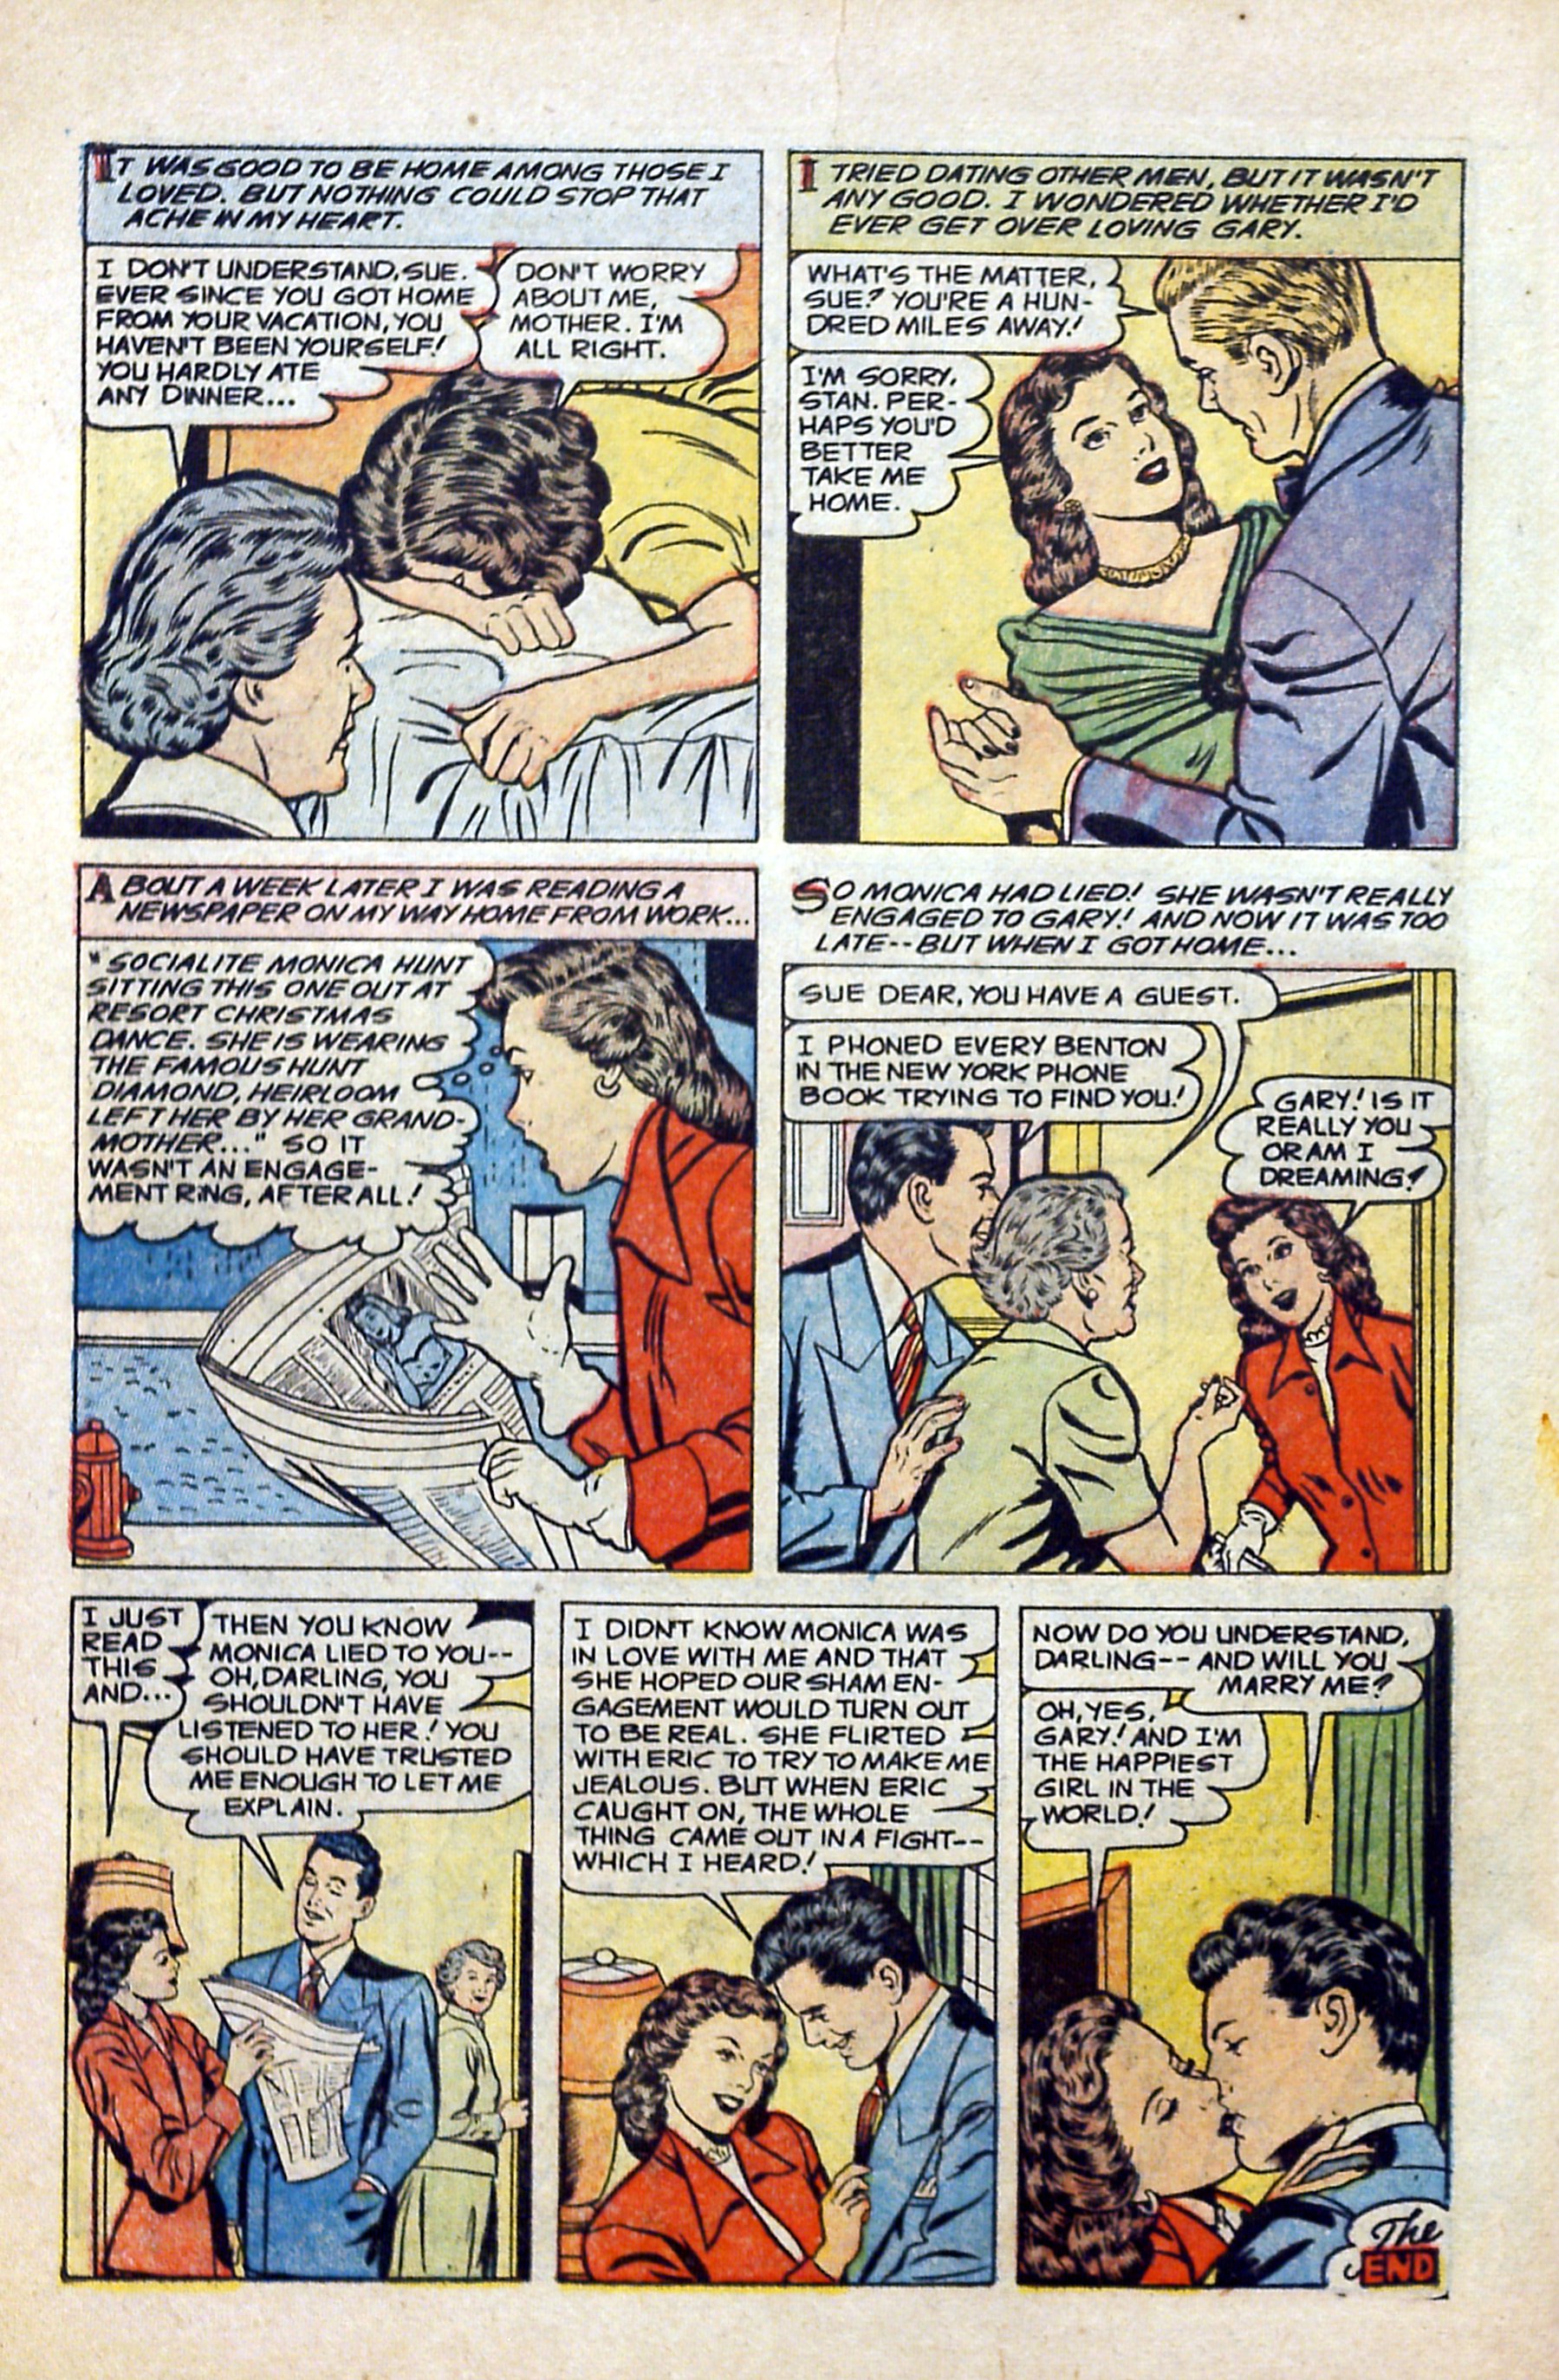 IT WAS GOOD TO BE HOME AMONG THOSE I
LOVED. BUT NOTHING COULD STOP THAT
ACHE IN MY HEART.
I DON'T UNDERSTAND, SUE.
EVER SINCE YOU GOT HOME
FROM YOUR VACATION, YOU
HAVEN'T BEEN YOURSELF!
YOU HARDLY ATE
ANY DINNER...
DON'T WORRY
ABOUT ME,
MOTHER. I'M
ALL RIGHT.
I TRIED DATING OTHER MEN, BUT IT WASN'T
ANY GOOD. I WONDERED WHETHER I'D
EVER GET OVER LOVING GARY.
WHAT'S THE MATTER,
SUE? YOU'RE A HUN-
DRED MILES AWAY!
I'M SORRY,
STAN. PER-
HAPS YOU'D
BETTER
TAKE ME
HOME.
ABOUT A WEEK LATER I WAS READING A
NEWSPAPER ON MY WAY HOME FROM WORK...
"SOCIALITE MONICA HUNT
SITTING THIS ONE OUT AT
RESORT CHRISTMAS
DANCE. SHE IS WEARING
THE FAMOUS HUNT
DIAMOND, HEIRLOOM
LEFT HER BY HER GRAND-
MOTHER..." SO IT
WASN'T AN ENGAGE-
MENT RING, AFTER ALL!
SO MONICA HAD LIED! SHE WASN'T REALLY
ENGAGED TO GARY! AND NOW IT WAS TOO
LATE--BUT WHEN I GOT HOME...
SUE DEAR, YOU HAVE A GUEST.
I PHONED EVERY BENTON
IN THE NEW YORK PHONE
BOOK TRYING TO FIND YOU!
GARY! IS IT
REALLY YOU
OR AM I
DREAMING?
I JUST
READ
THIS
AND...
THEN YOU KNOW
MONICA LIED TO YOU--
OH, DARLING, YOU
SHOULDN'T HAVE
LISTENED TO HER! YOU
SHOULD HAVE TRUSTED
ME ENOUGH TO LET ME
EXPLAIN.
I DIDN'T KNOW MONICA WAS
IN LOVE WITH ME AND THAT
SHE HOPED OUR SHAM EN-
GAGEMENT WOULD TURN OUT
TO BE REAL. SHE FLIRTED
WITH ERIC TO TRY TO MAKE ME
JEALOUS. BUT WHEN ERIC
CAUGHT ON, THE WHOLE
THING CAME OUT IN A FIGHT--
WHICH I HEARD!
NOW DO YOU UNDERSTAND,
DARLING-- AND WILL YOU
MARRY ME?
OH, YES,
GARY! AND I'M
THE HAPPIEST
GIRL IN THE
WORLD!
The
END